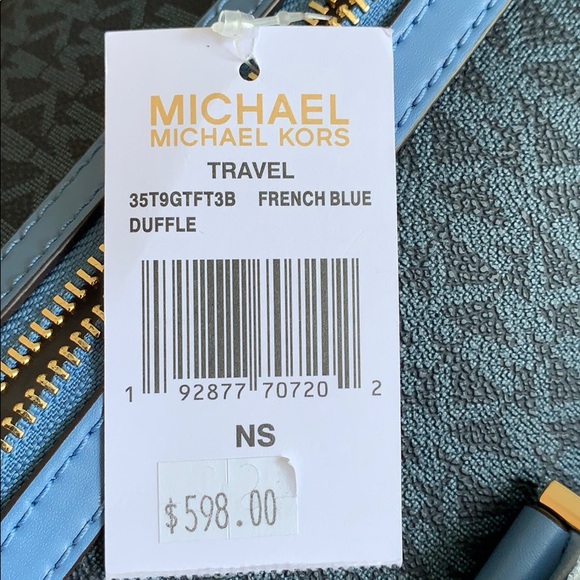 MICHAEL
MICHAEL KORS
TRAVEL
35T9GTFT3B FRENCH BLUE
DUFFLE
1 92877 70720 2
NS
$598.00